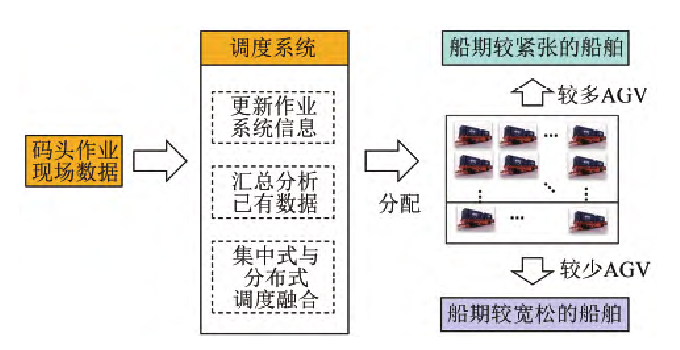 码头作业
现场数据
调度系统
更新作业
系统信息
汇总分析
已有数据
集中式与
分布式
调度融合
分配
船期较紧张的船舶
较多AGV
较少AGV
船期较宽松的船舶